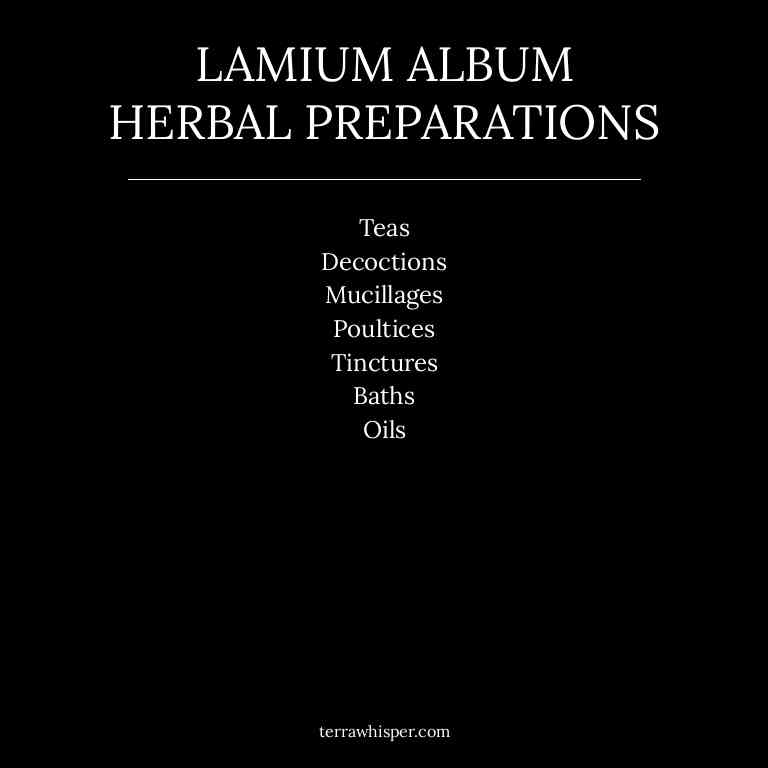 LAMIUM ALBUM
HERBAL PREPARATIONS
Teas
Decoctions
Mucillages
Poultices
Tinctures
Baths
Oils
terrawhisper.com